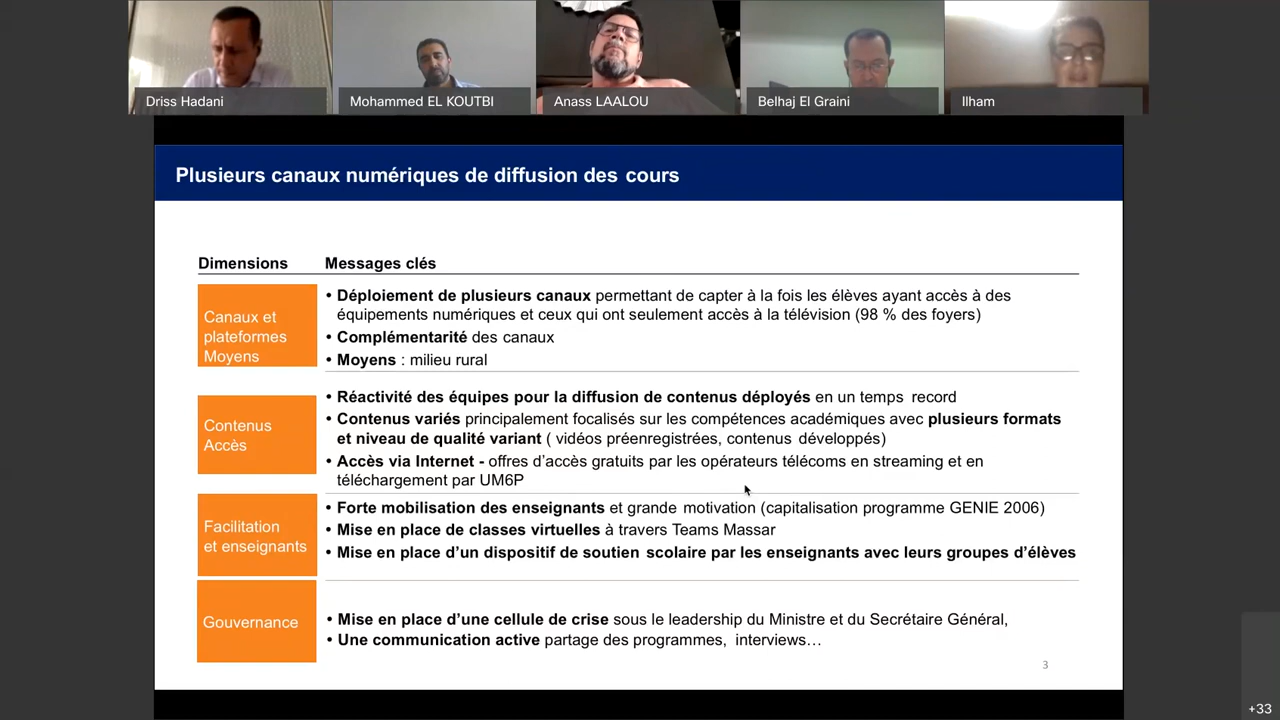 Driss Hadani
Mohammed EL KOUTBI
Anass LAALOU
Belhaj El Graini
Ilham
Plusieurs canaux numériques de diffusion des cours
Dimensions
Messages clés
Canaux et
plateformes
Moyens
• Déploiement de plusieurs canaux permettant de capter à la fois les élèves ayant accès à des
équipements numériques et ceux qui ont seulement accès à la télévision (98 % des foyers)
• Complémentarité des canaux
• Moyens : milieu rural
Contenus
Accès
• Réactivité des équipes pour la diffusion de contenus déployés en un temps record
• Contenus variés principalement focalisés sur les compétences académiques avec plusieurs formats
et niveau de qualité variant ( vidéos préenregistrées, contenus développés)
• Accès via Internet - offres d’accès gratuits par les opérateurs télécoms en streaming et en
téléchargement par UM6P
Facilitation
et enseignants
• Forte mobilisation des enseignants et grande motivation (capitalisation programme GENIE 2006)
• Mise en place de classes virtuelles à travers Teams Massar
• Mise en place d’un dispositif de soutien scolaire par les enseignants avec leurs groupes d’élèves
Gouvernance
• Mise en place d’une cellule de crise sous le leadership du Ministre et du Secrétaire Général,
• Une communication active partage des programmes, interviews…
3
+33